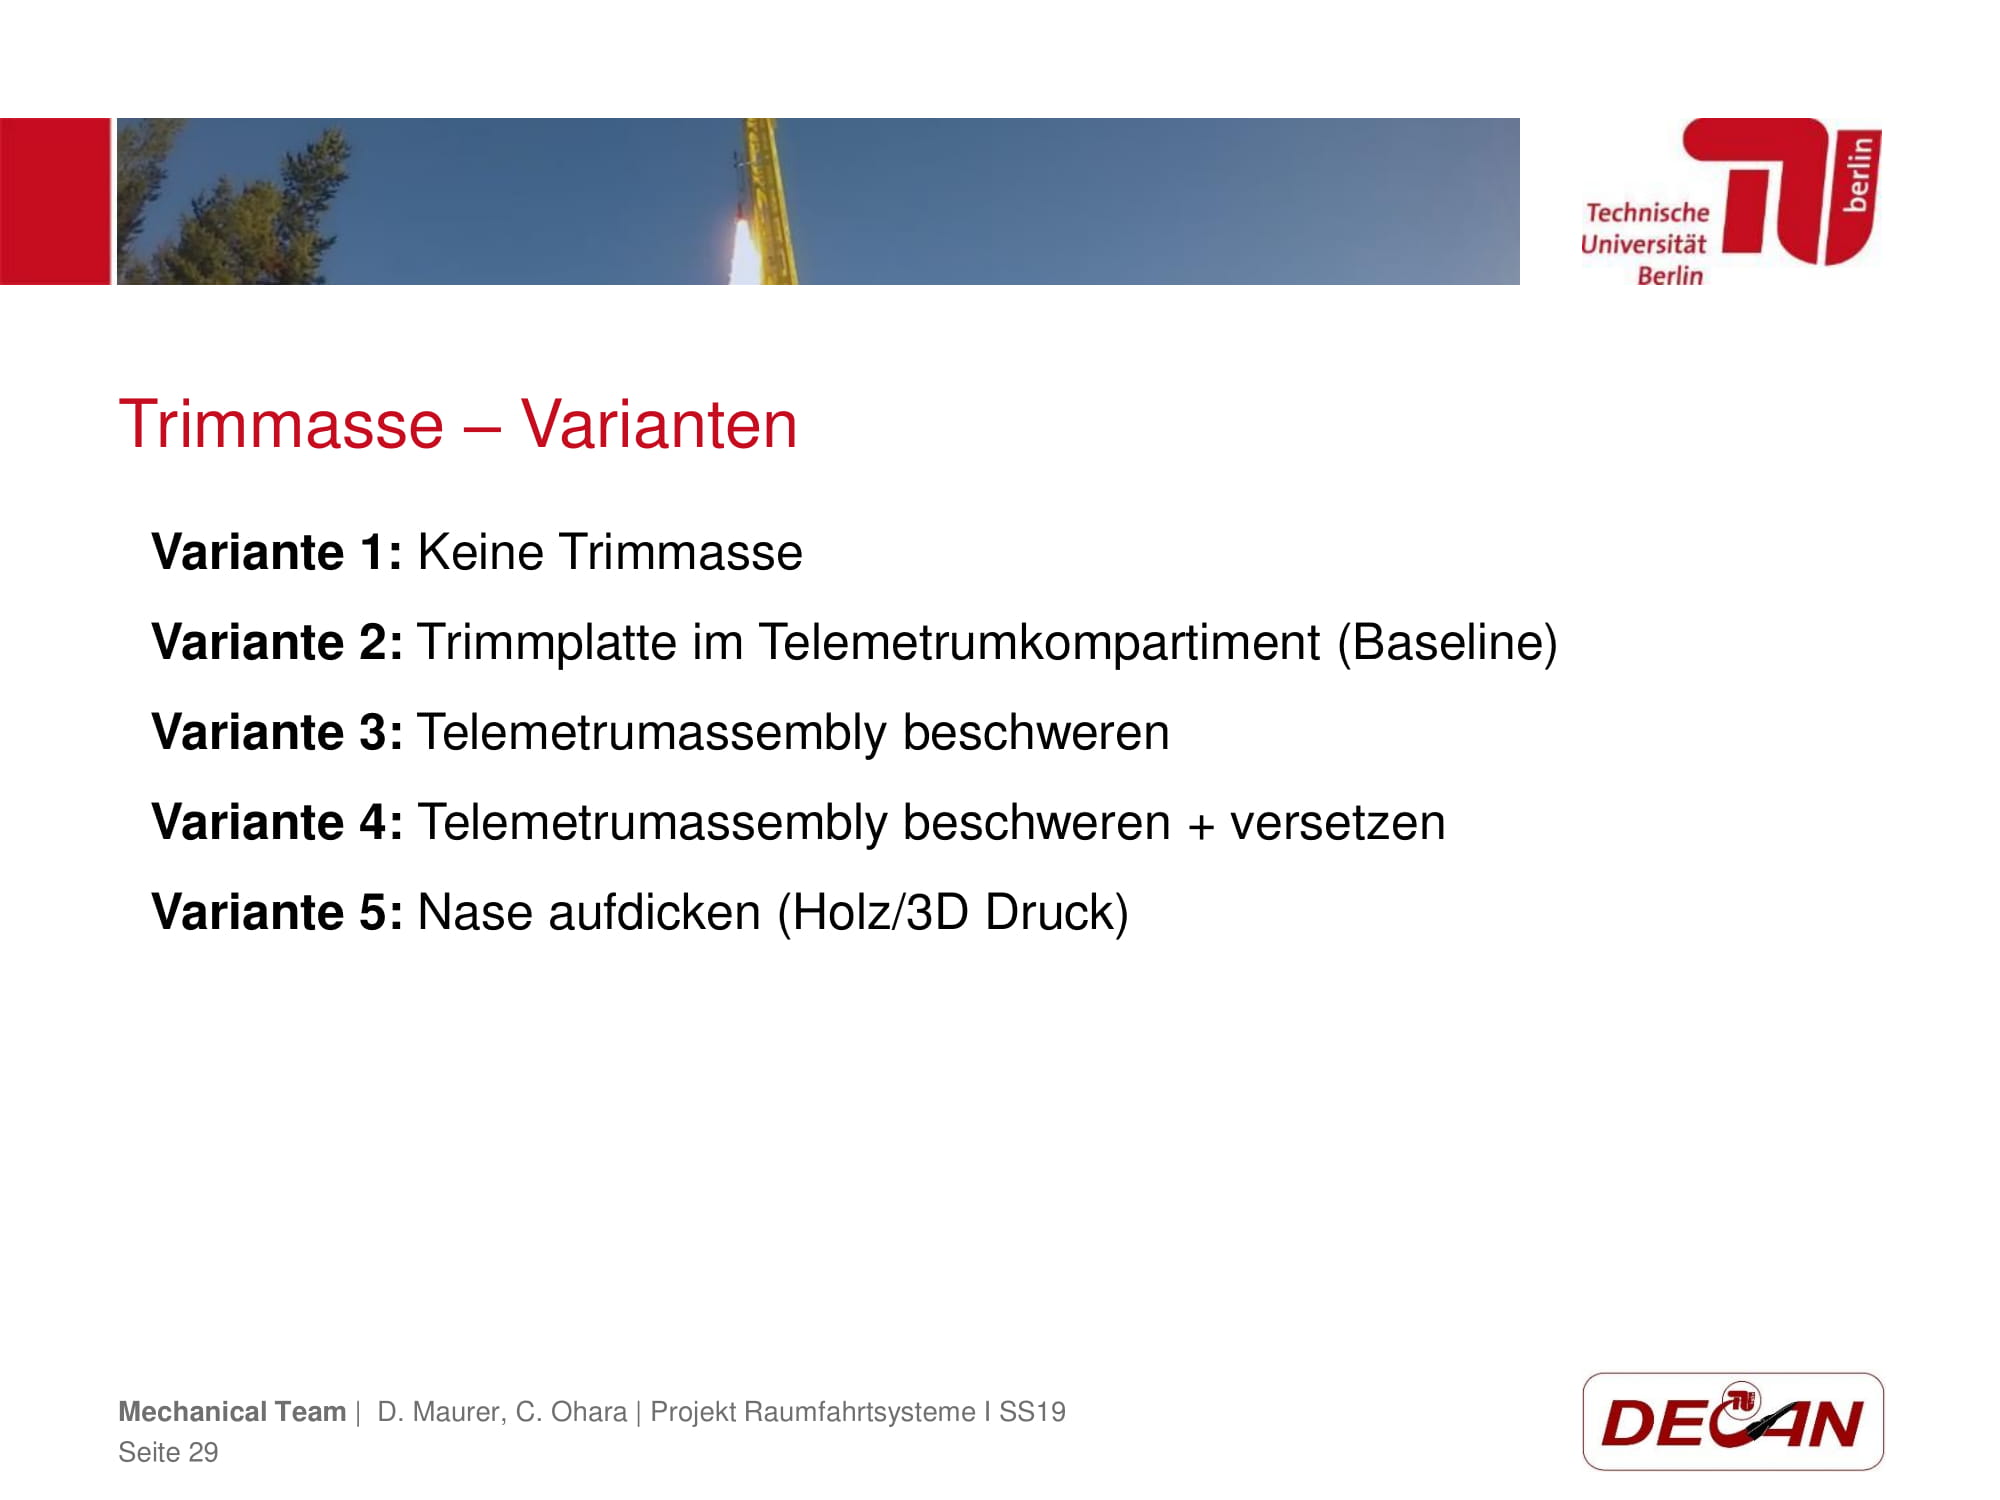 Technische
Universität
Berlin
berlin
Trimmasse – Varianten
Variante 1: Keine Trimmasse
Variante 2: Trimmplatte im Telemetrumkompartiment (Baseline)
Variante 3: Telemetrumassembly beschweren
Variante 4: Telemetrumassembly beschweren + versetzen
Variante 5: Nase aufdicken (Holz/3D Druck)
Mechanical Team | D. Maurer, C. Ohara | Projekt Raumfahrtsysteme I SS19
Seite 29
DECAN